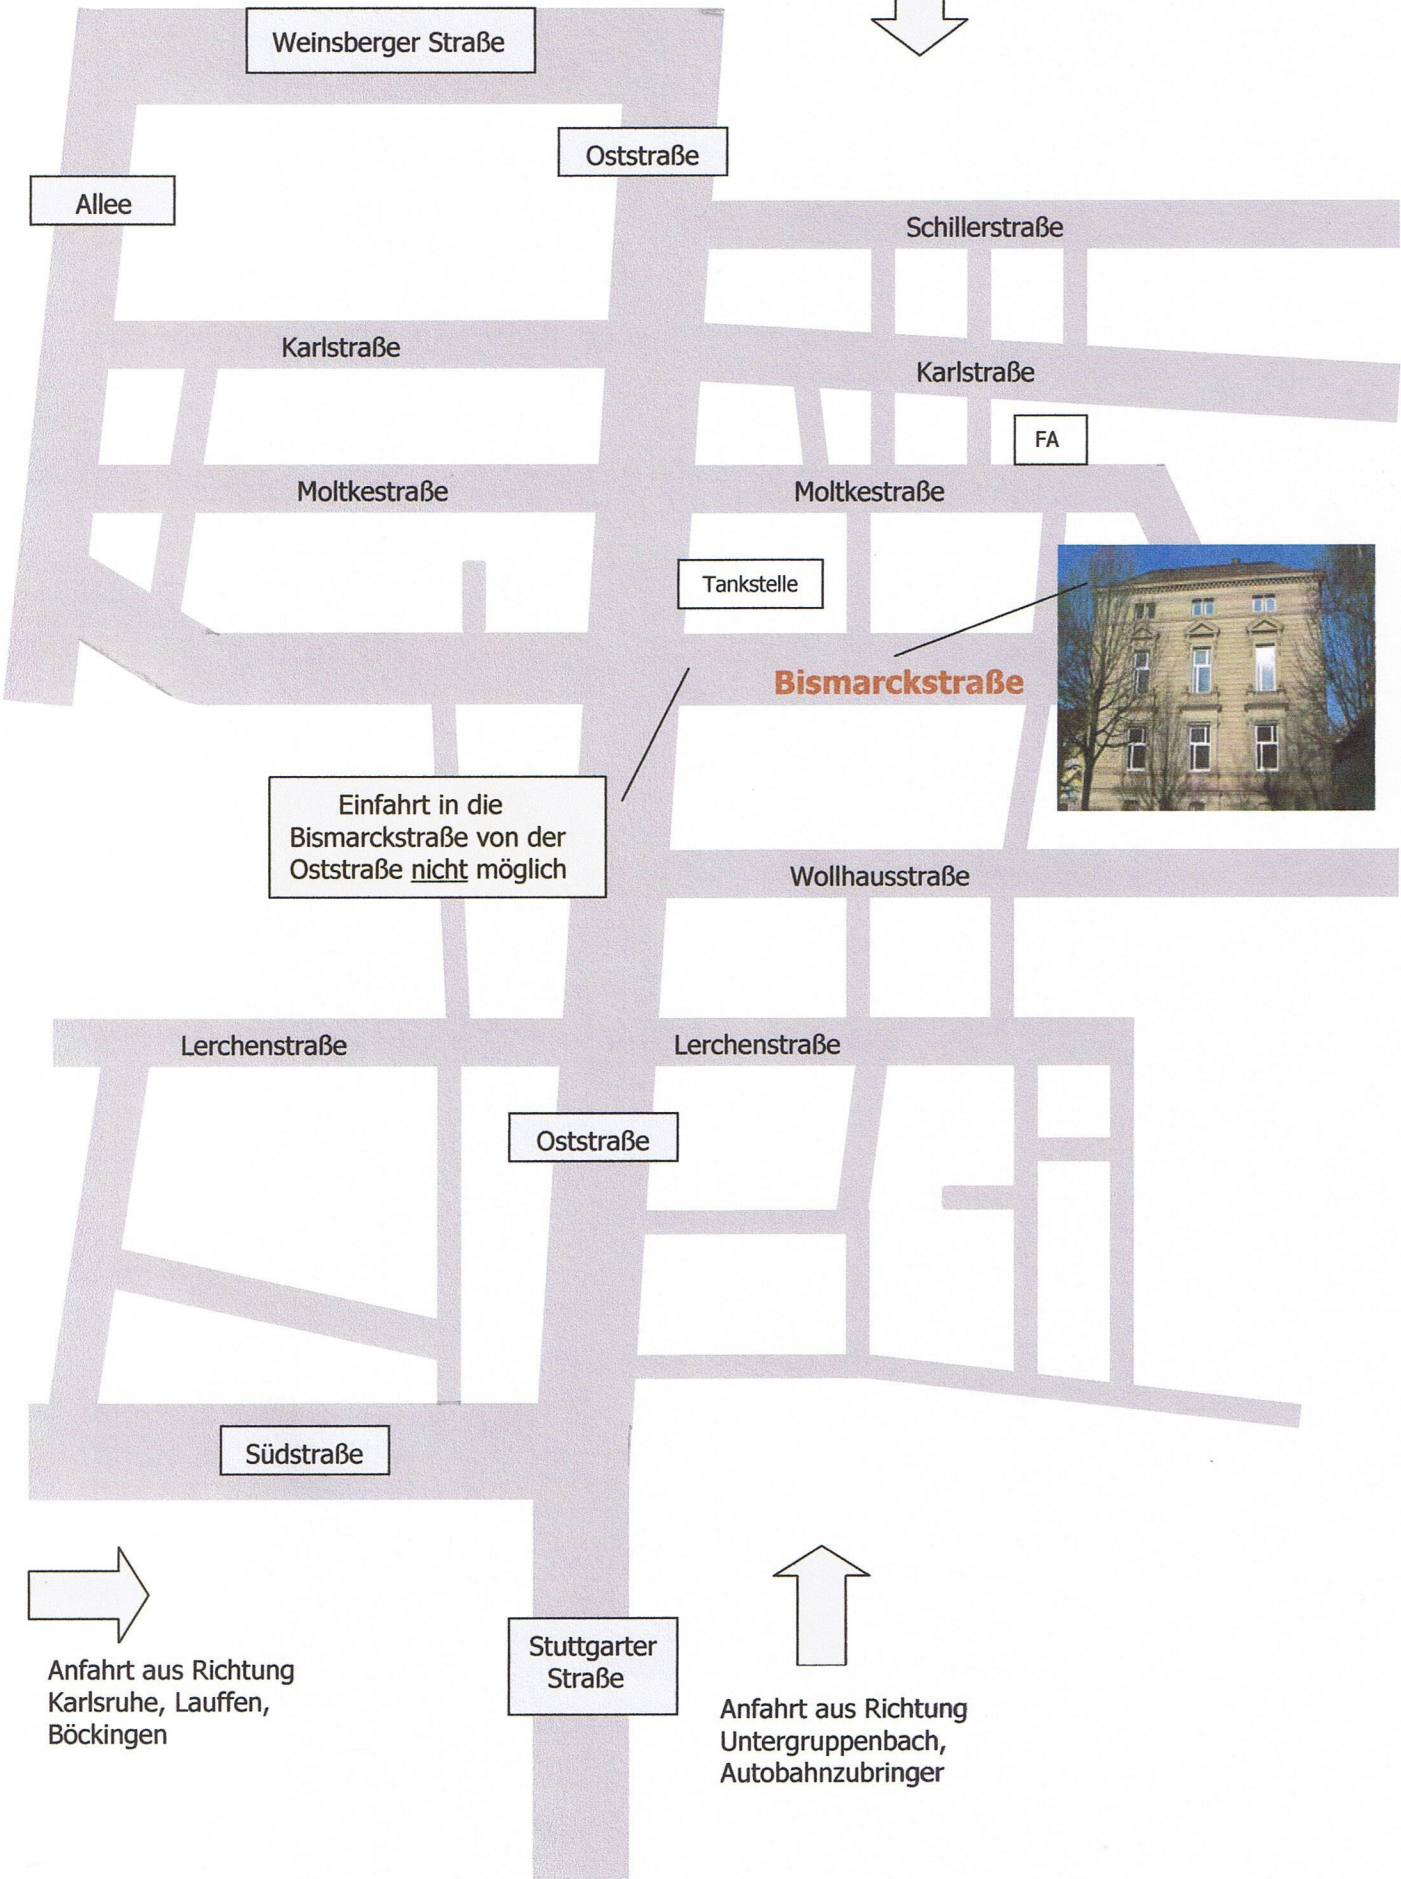 Weinsberger Straße
Oststraße
Allee
Schillerstraße
Karlstraße
Karlstraße
FA
Moltkestraße
Moltkestraße
Tankstelle
Bismarckstraße
Einfahrt in die
Bismarckstraße von der
Oststraße nicht möglich
Wollhausstraße
Lerchenstraße
Lerchenstraße
Oststraße
Südstraße
Stuttgarter
Straße
Anfahrt aus Richtung
Karlsruhe, Lauffen,
Böckingen
Anfahrt aus Richtung
Untergruppenbach,
Autobahnzubringer